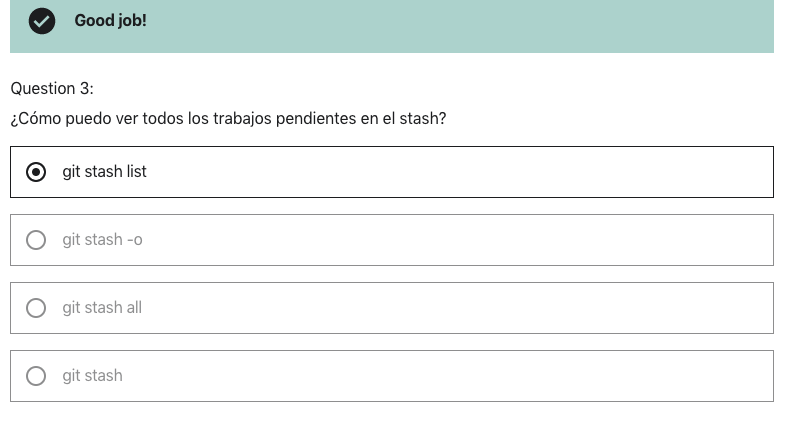 Good job!
Question 3:
¿Cómo puedo ver todos los trabajos pendientes en el stash?
git stash list
git stash -o
git stash all
git stash